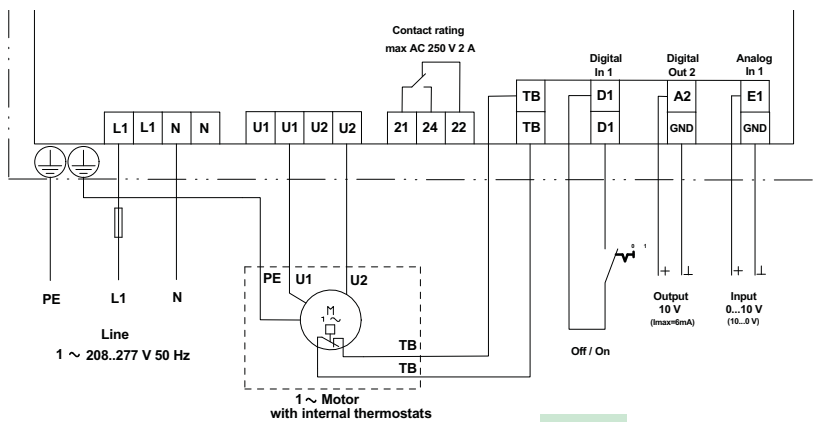 Contact rating
max AC 250 V 2 A
Digital
In 1
Digital
Out 2
Analog
In 1
L1 L1 N N
U1 U1 U2 U2
21 24 22
TB
TB
D1
D1
A2
GND
E1
GND
0 1
PE
L1
N
Line
1 ~ 208..277 V 50 Hz
PE U1 U2
M
1 ~
TB
TB
1 ~ Motor
with internal thermostats
Off / On
+ ⊥
Output
10 V
(Imax=6mA)
+ ⊥
Input
0...10 V
(10...0 V)